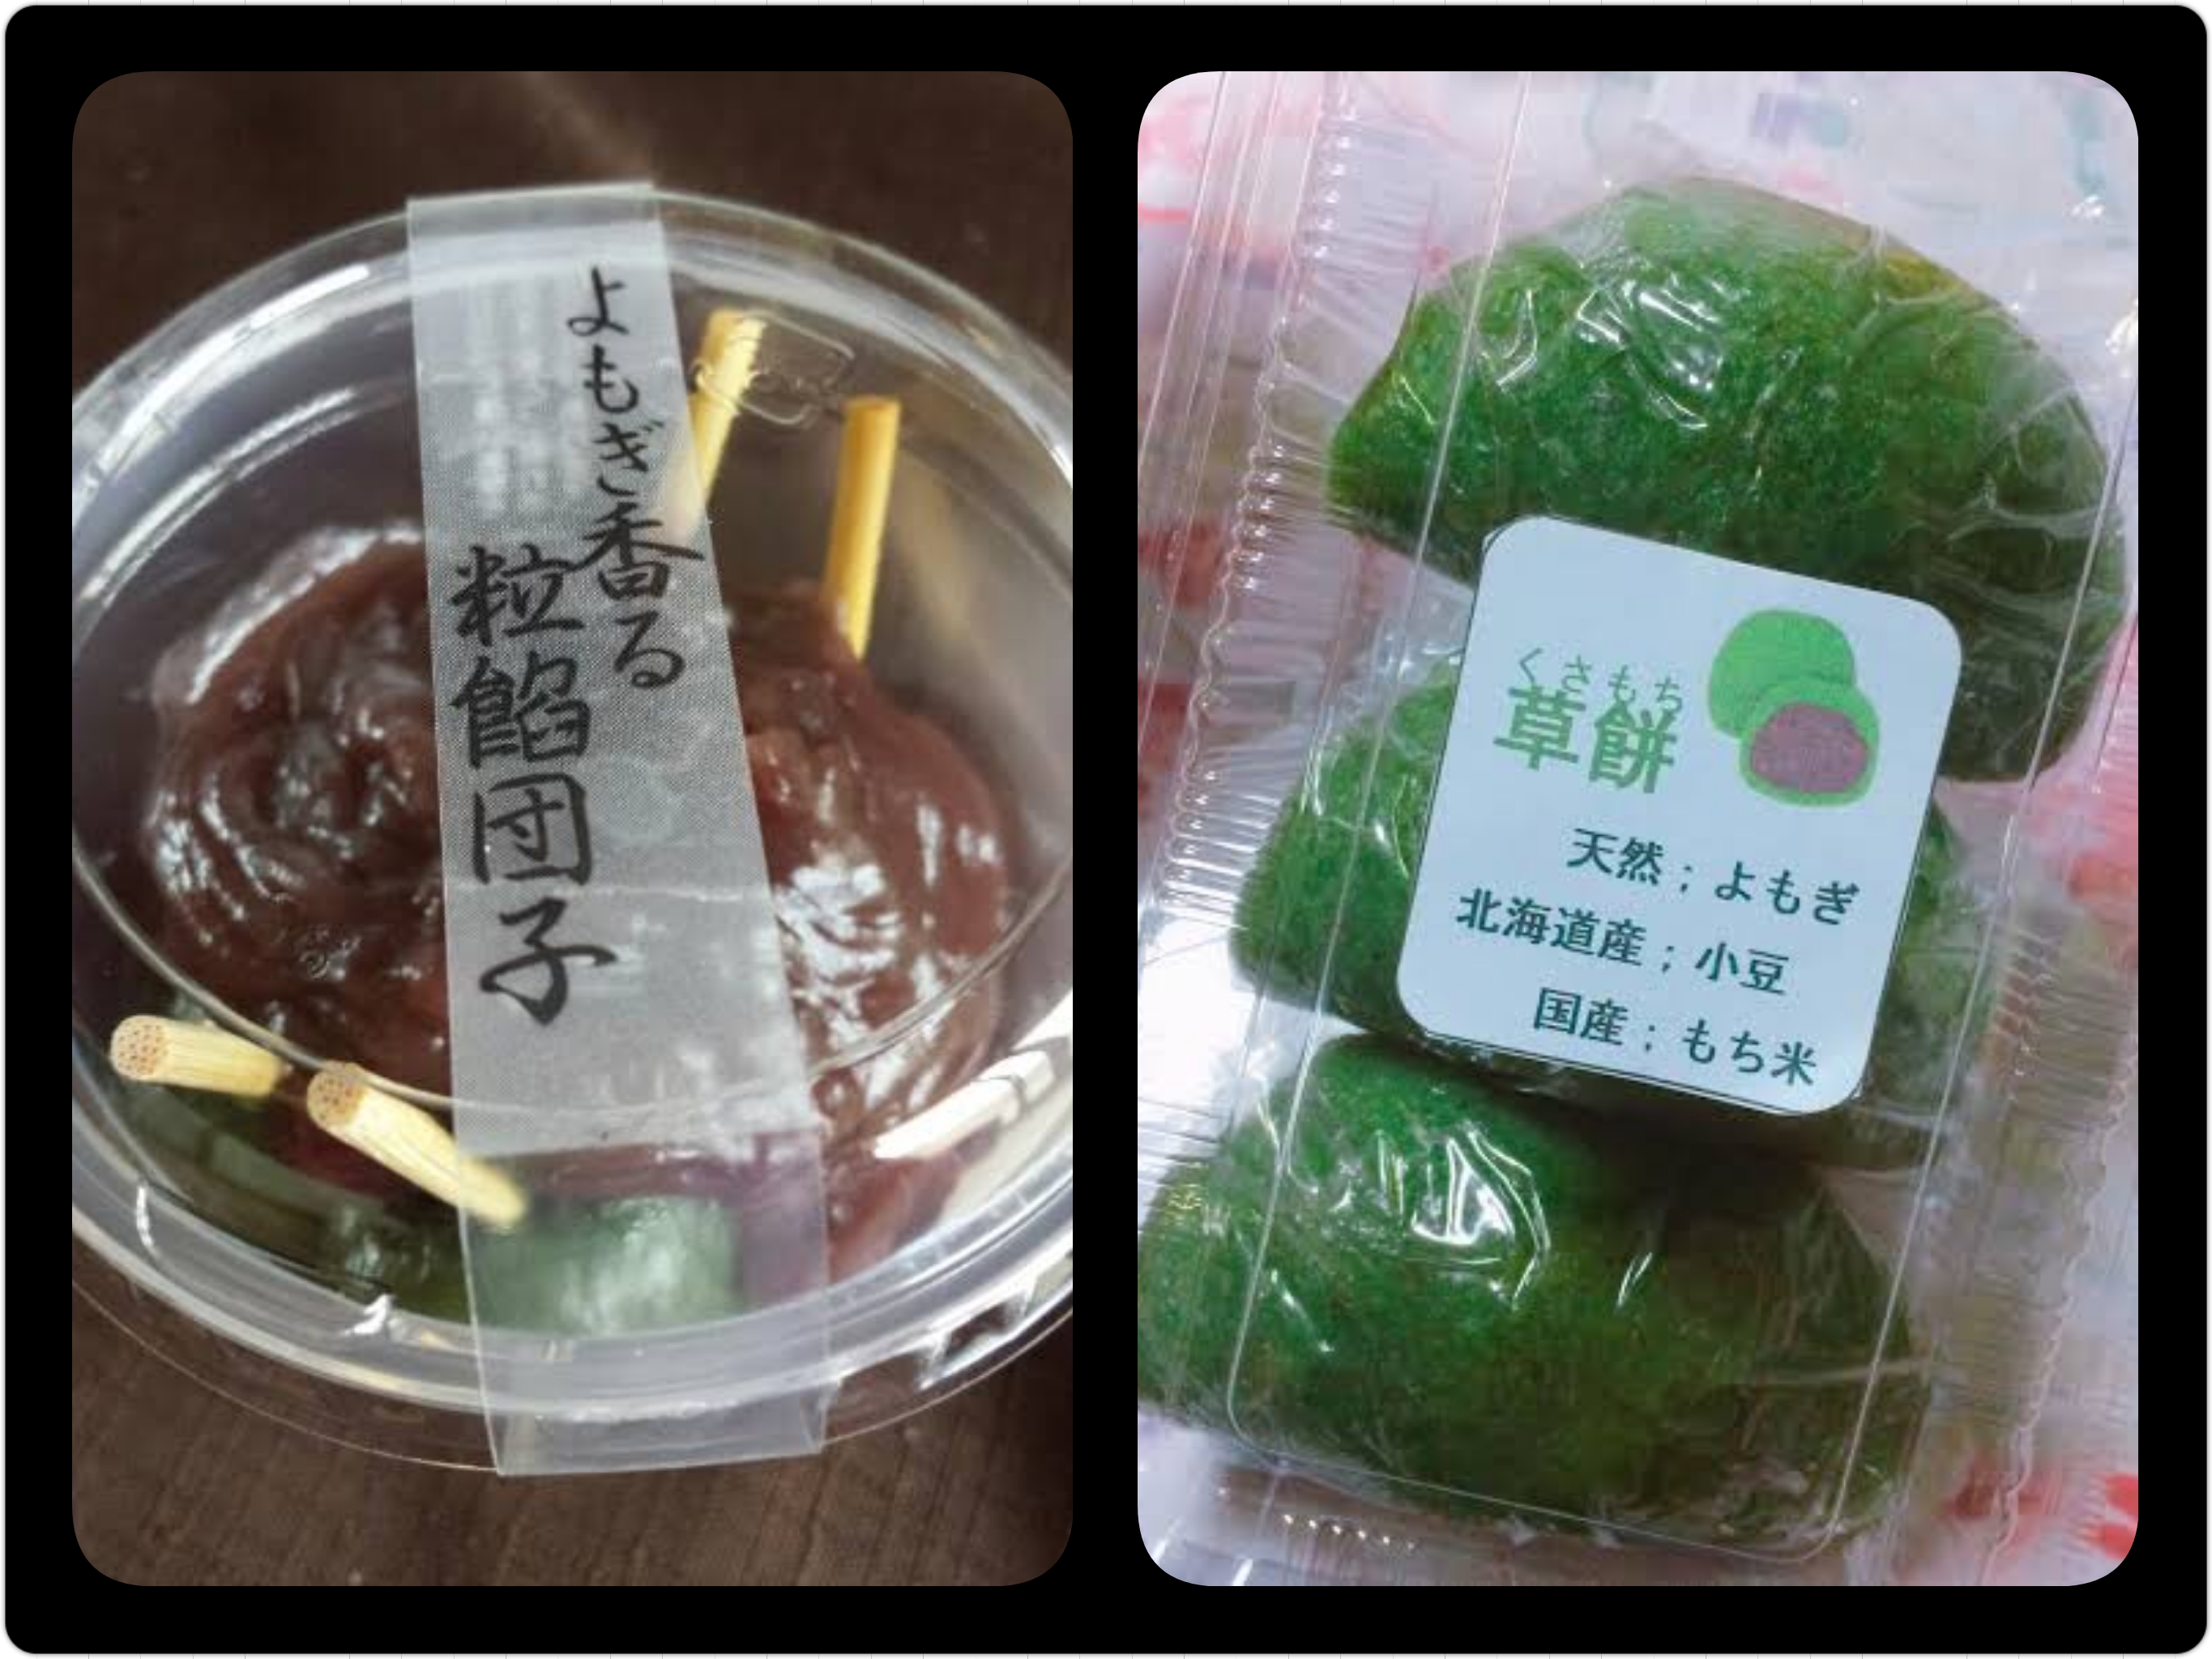 よもぎ香る
粒餡団子
くさもち
草餅
天然；よもぎ
北海道産；小豆
国産；もち米